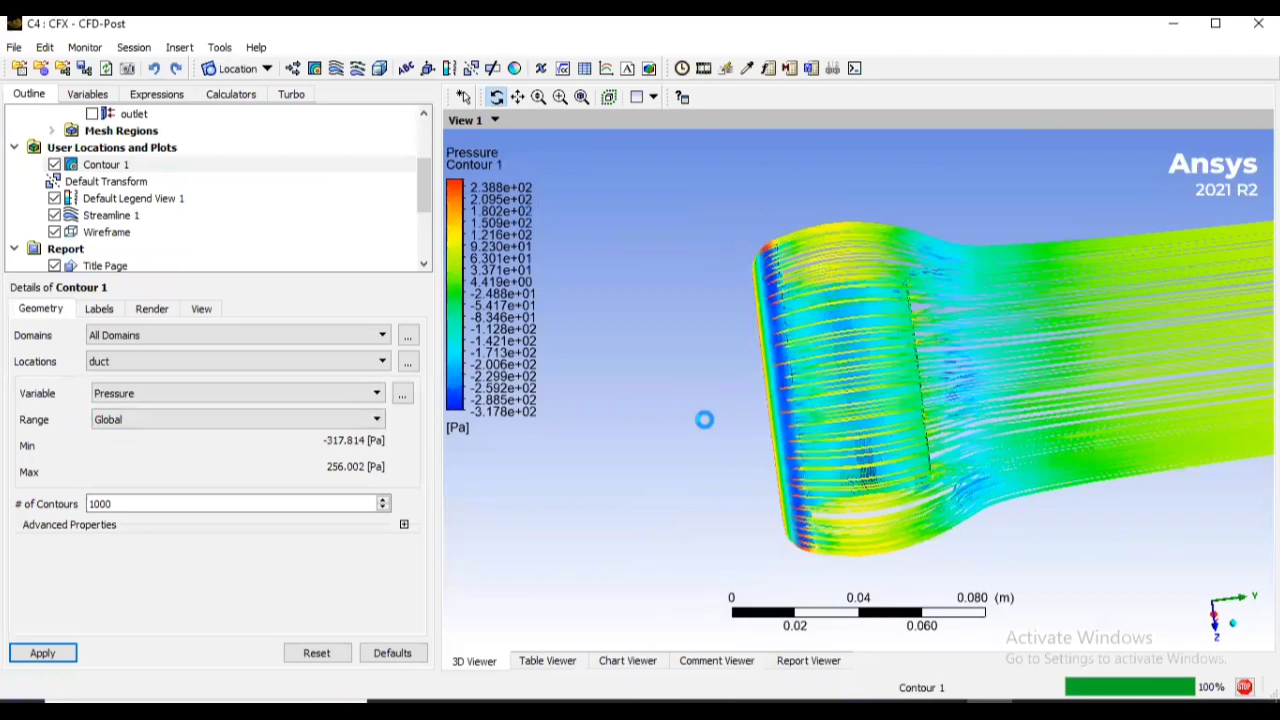 C4 : CFX - CFD-Post
File Edit Monitor Session Insert Tools Help
Location
Outline Variables Expressions Calculators Turbo
outlet
Mesh Regions
User Locations and Plots
Contour 1
Default Transform
Default Legend View 1
Streamline 1
Wireframe
Report
Title Page
Details of Contour 1
Geometry Labels Render View
Domains All Domains ...
Locations duct ...
Variable Pressure ...
Range Global
Min -317.814 [Pa]
Max 256.002 [Pa]
# of Contours 1000
Advanced Properties
Apply Reset Defaults
View 1
Pressure
Contour 1
2.388e+02
2.095e+02
1.802e+02
1.509e+02
1.216e+02
9.230e+01
6.301e+01
3.371e+01
4.419e+00
-2.488e+01
-5.417e+01
-8.346e+01
-1.128e+02
-1.421e+02
-1.713e+02
-2.006e+02
-2.299e+02
-2.592e+02
-2.885e+02
-3.178e+02
[Pa]
Ansys
2021 R2
0 0.04 0.080 (m)
0.02 0.060
Y
Z
Activate Windows
Go to Settings to activate Windows.
3D Viewer Table Viewer Chart Viewer Comment Viewer Report Viewer
Contour 1 100% STOP